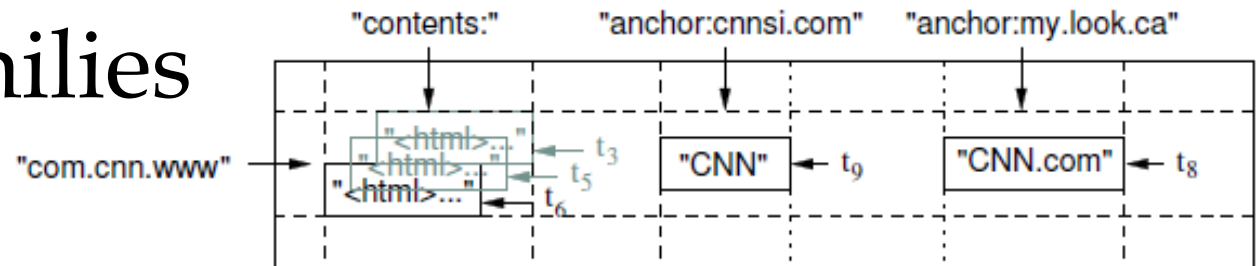 "contents:" "anchor:cnnsi.com" "anchor:my.look.ca"
nilies
"<html>..." t3
"com.cnn.www" "<html>..." t5 "CNN" t9 "CNN.com" t8
"<html>..." t6